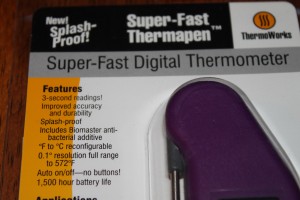 New!
Splash-
Proof!
Super-Fast
Thermapen™
ThermoWorks
Super-Fast Digital Thermometer
Features
3-second readings!
Improved accuracy
and durability
Splash-proof
Includes Biomaster anti-
bacterial additive
°F to °C reconfigurable
0.1° resolution full range
to 572°F
Auto on/off—no buttons!
1,500 hour battery life
Applications